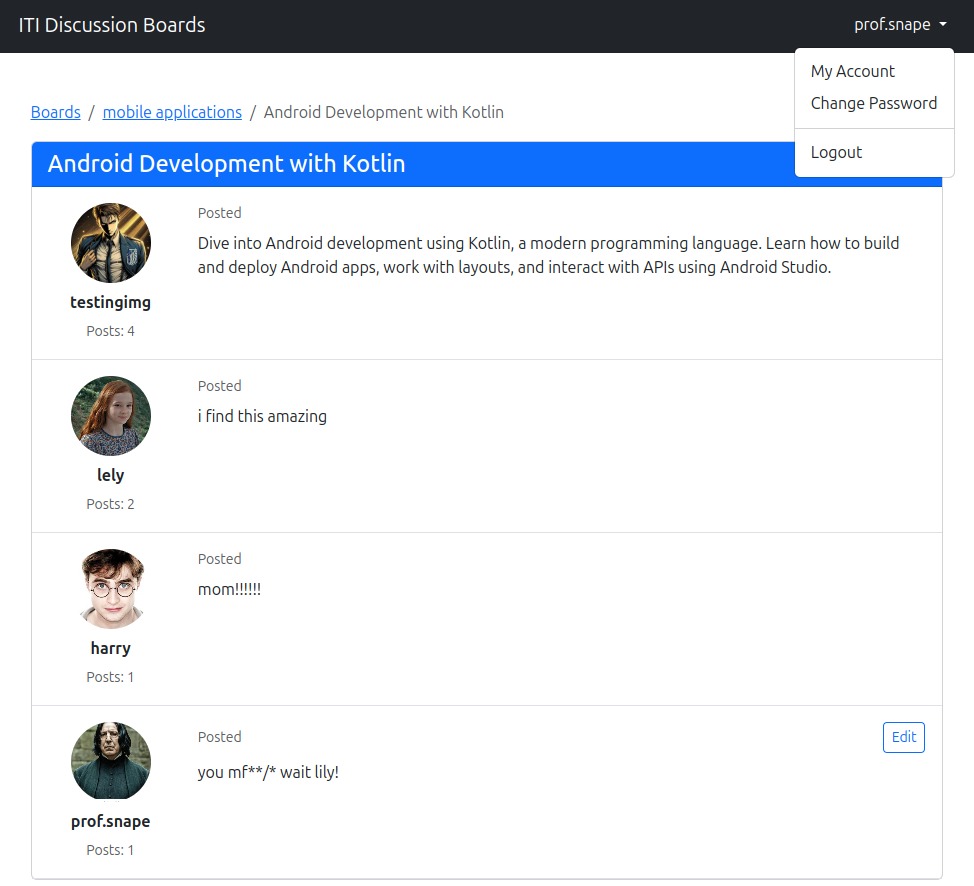 ITI Discussion Boards
prof.snape
My Account
Change Password
Logout
Boards / mobile applications / Android Development with Kotlin
Android Development with Kotlin
Posted
Dive into Android development using Kotlin, a modern programming language. Learn how to build
and deploy Android apps, work with layouts, and interact with APIs using Android Studio.
testingimg
Posts: 4
Posted
i find this amazing
lely
Posts: 2
Posted
mom!!!!!!
harry
Posts: 1
Posted
Edit
you mf**/* wait lily!
prof.snape
Posts: 1